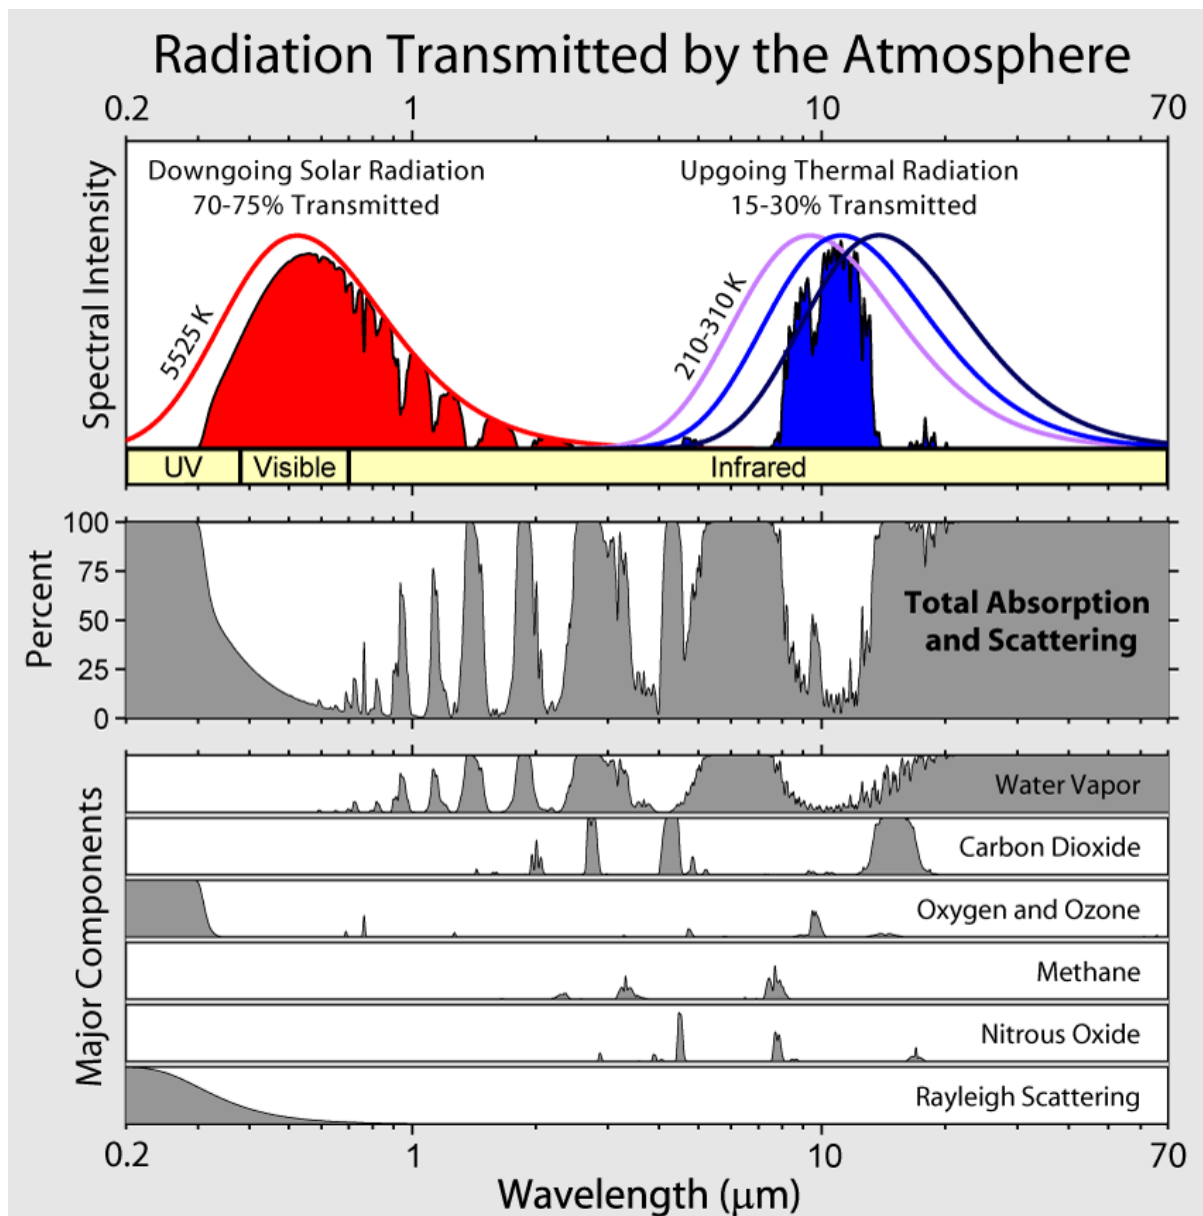 Radiation Transmitted by the Atmosphere
0.2 1 10 70
Spectral Intensity
Downgoing Solar Radiation
70-75% Transmitted
Upgoing Thermal Radiation
15-30% Transmitted
5525 K
210-310 K
UV Visible Infrared
Percent
100
75
50
25
0
Total Absorption
and Scattering
Major Components
Water Vapor
Carbon Dioxide
Oxygen and Ozone
Methane
Nitrous Oxide
Rayleigh Scattering
0.2 1 10 70
Wavelength (μm)